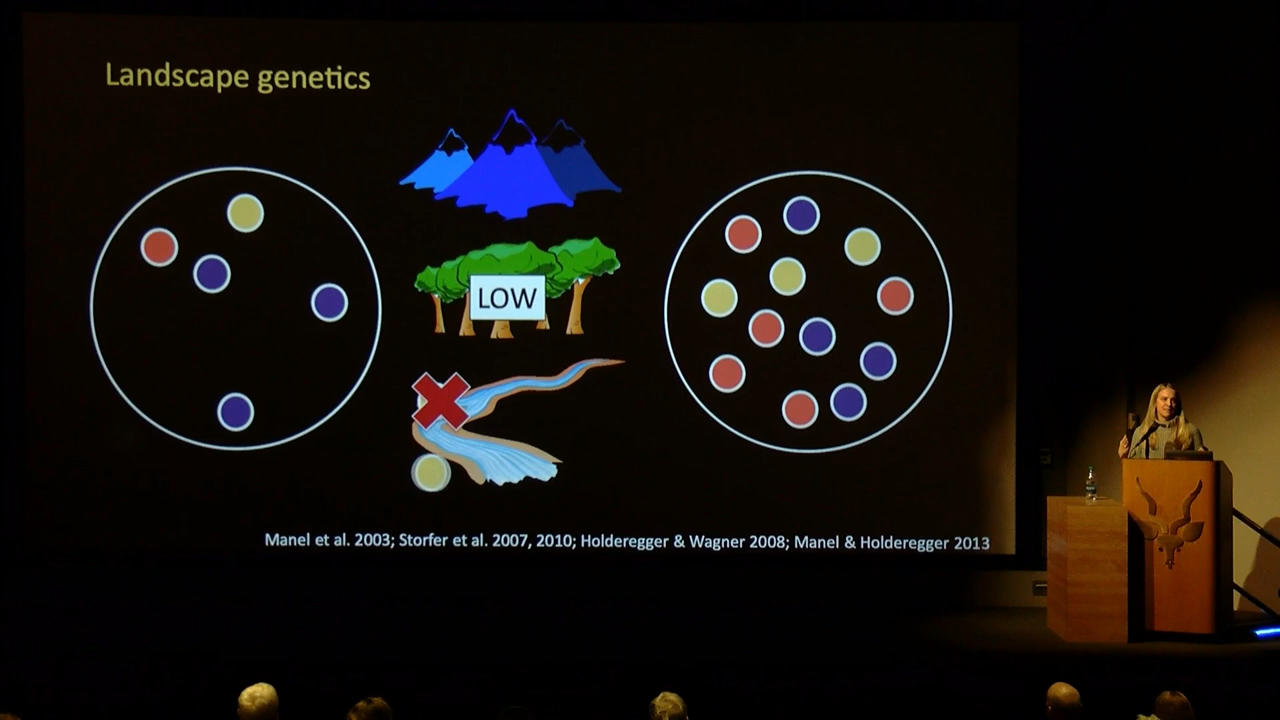 Landscape genetics
LOW
Manel et al. 2003; Storfer et al. 2007, 2010; Holderegger & Wagner 2008; Manel & Holderegger 2013